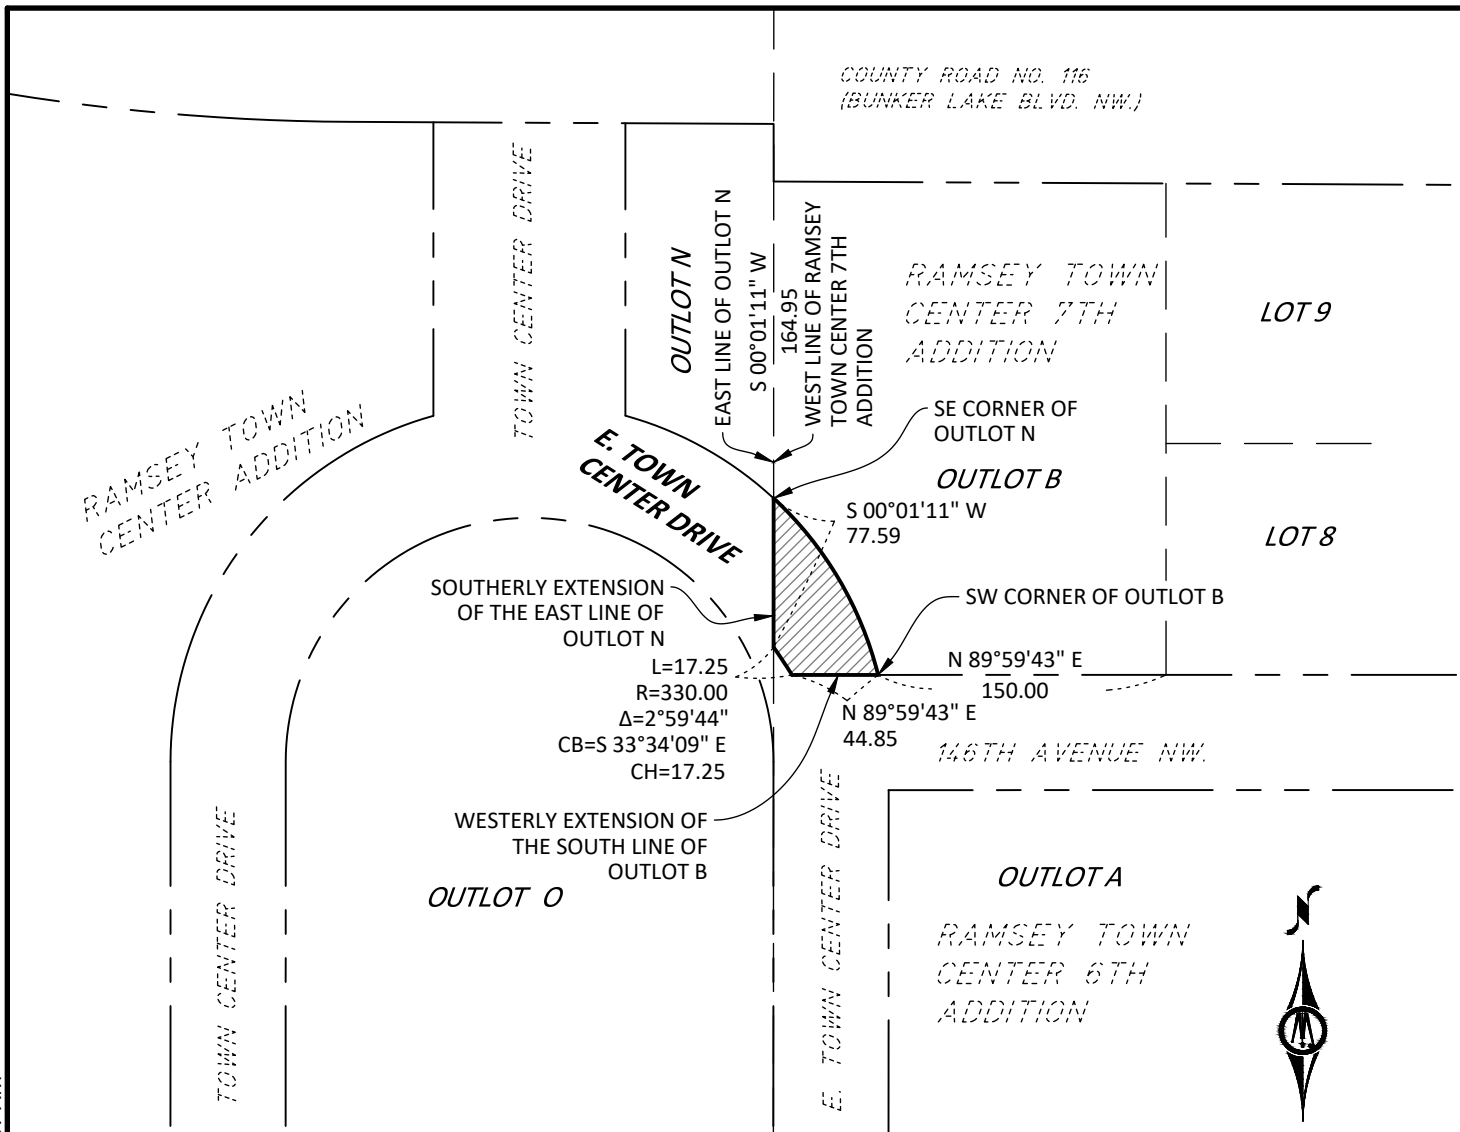 COUNTY ROAD NO. 116
(BUNKER LAKE BLVD. NW.)
TOWN CENTER DRIVE
OUTLOT N
EAST LINE OF OUTLOT N
S 00°01'11" W
164.95
WEST LINE OF RAMSEY
TOWN CENTER 7TH
ADDITION
RAMSEY TOWN
CENTER 7TH
ADDITION
LOT 9
RAMSEY TOWN
CENTER ADDITION
E. TOWN
CENTER DRIVE
SE CORNER OF
OUTLOT N
OUTLOT B
S 00°01'11" W
77.59
LOT 8
SOUTHERLY EXTENSION
OF THE EAST LINE OF
OUTLOT N
SW CORNER OF OUTLOT B
L=17.25
R=330.00
Δ=2°59'44"
CB=S 33°34'09" E
CH=17.25
N 89°59'43" E
150.00
N 89°59'43" E
44.85
146TH AVENUE NW.
WESTERLY EXTENSION OF
THE SOUTH LINE OF
OUTLOT B
TOWN CENTER DRIVE
OUTLOT O
E. TOWN CENTER DRIVE
OUTLOT A
RAMSEY TOWN
CENTER 6TH
ADDITION
N